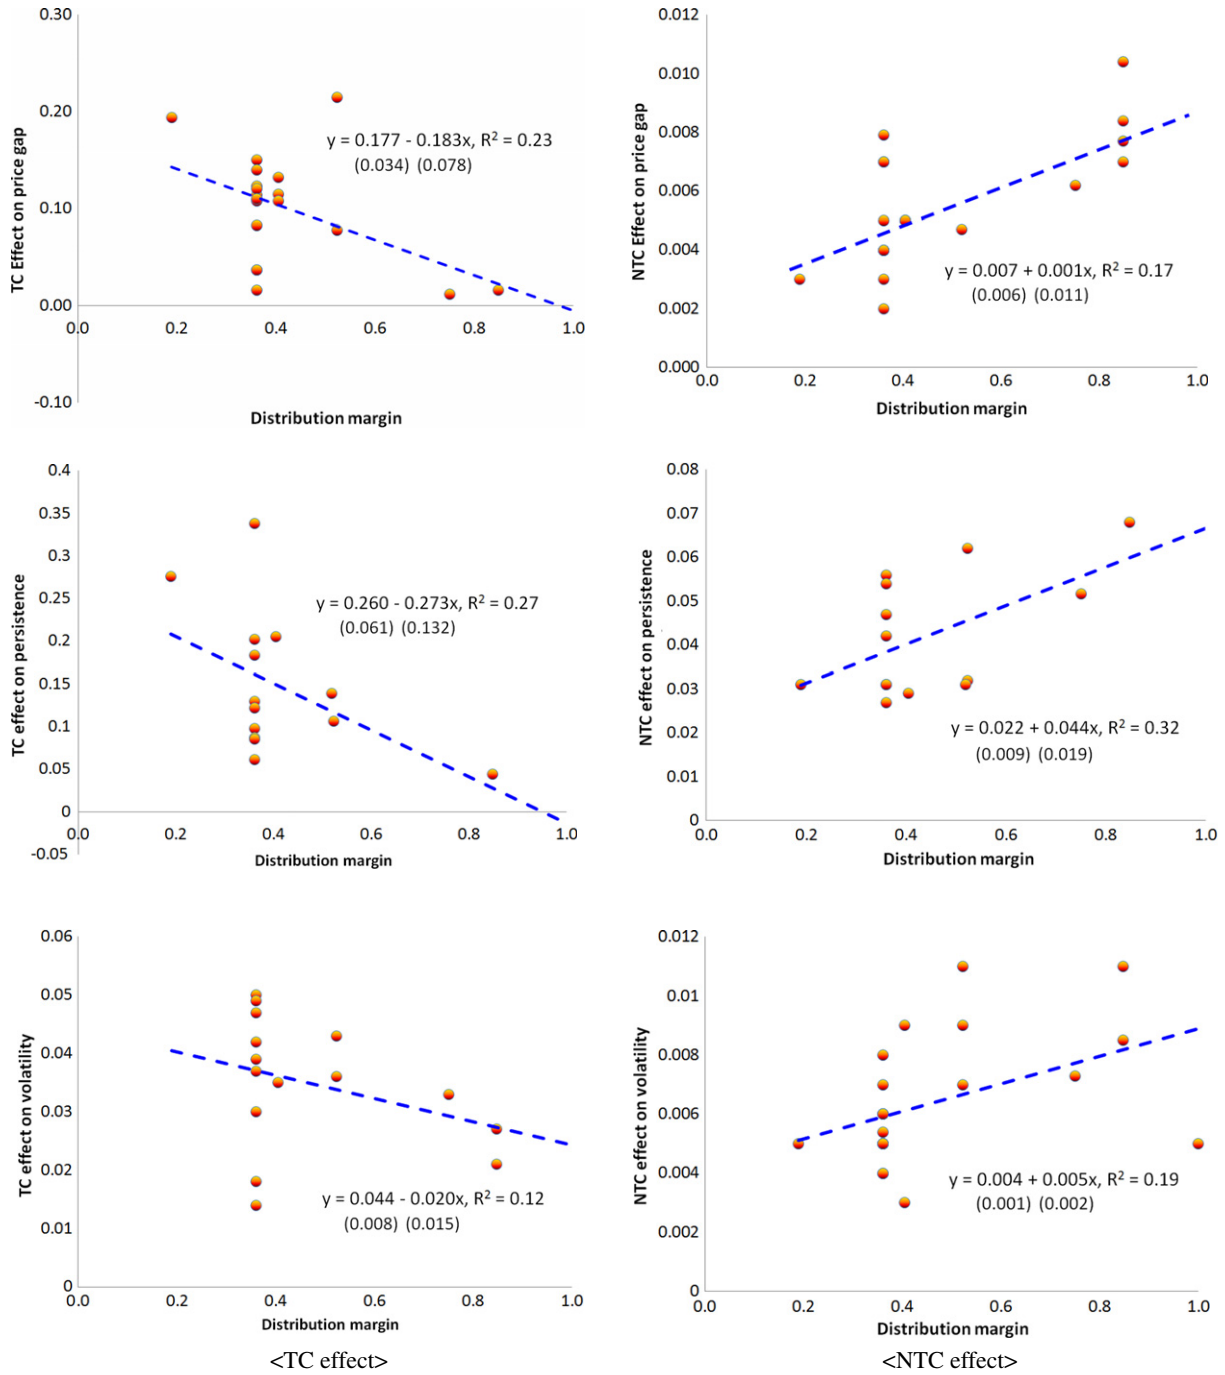 TC Effect on price gap
0.30
0.20
0.10
0.00
-0.10
0.0 0.2 0.4 0.6 0.8 1.0
y = 0.177 - 0.183x, R² = 0.23
(0.034) (0.078)
Distribution margin
NTC Effect on price gap
0.012
0.010
0.008
0.006
0.004
0.002
0.000
0.0 0.2 0.4 0.6 0.8 1.0
y = 0.007 + 0.001x, R² = 0.17
(0.006) (0.011)
Distribution margin
TC effect on persistence
0.4
0.35
0.3
0.25
0.2
0.15
0.1
0.05
0
-0.05
0.0 0.2 0.4 0.6 0.8 1.0
y = 0.260 - 0.273x, R² = 0.27
(0.061) (0.132)
Distribution margin
NTC effect on persistence
0.08
0.07
0.06
0.05
0.04
0.03
0.02
0.01
0
0.0 0.2 0.4 0.6 0.8 1.0
y = 0.022 + 0.044x, R² = 0.32
(0.009) (0.019)
Distribution margin
TC effect on volatility
0.06
0.05
0.04
0.03
0.02
0.01
0
0.0 0.2 0.4 0.6 0.8 1.0
y = 0.044 - 0.020x, R² = 0.12
(0.008) (0.015)
Distribution margin
<TC effect>
NTC effect on volatility
0.012
0.01
0.008
0.006
0.004
0.002
0
0.0 0.2 0.4 0.6 0.8 1.0
y = 0.004 + 0.005x, R² = 0.19
(0.001) (0.002)
Distribution margin
<NTC effect>